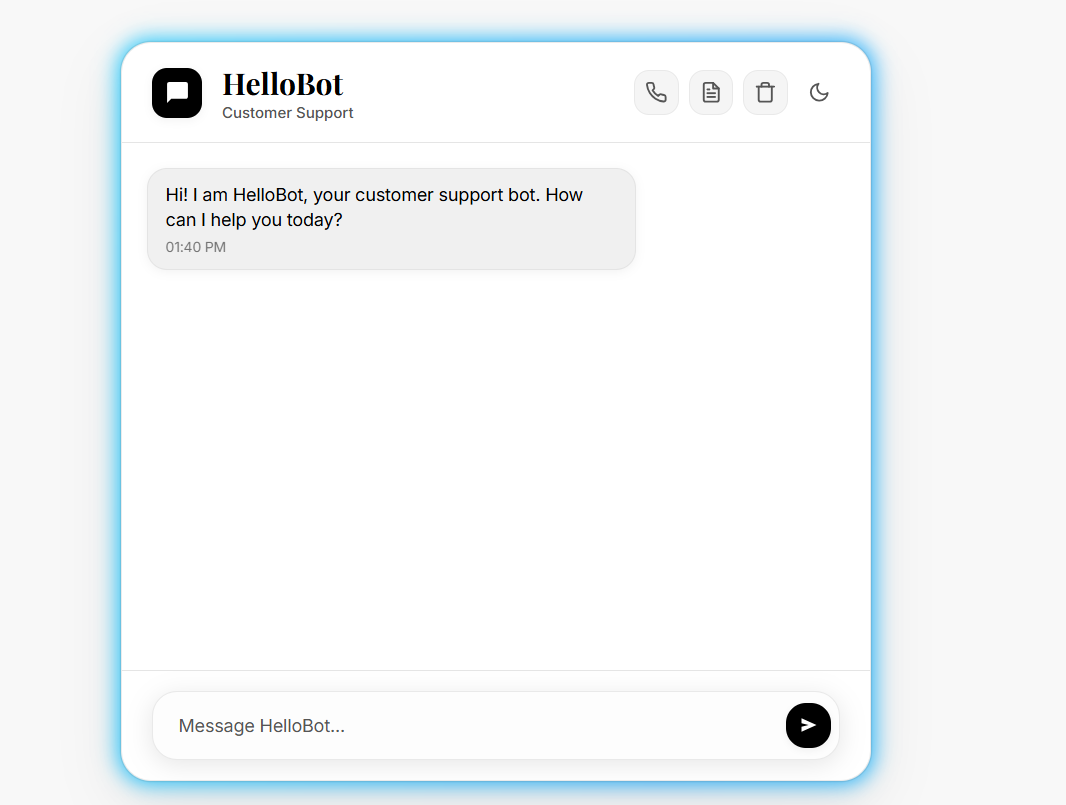 HelloBot
Customer Support
Hi! I am HelloBot, your customer support bot. How
can I help you today?
01:40 PM
Message HelloBot...